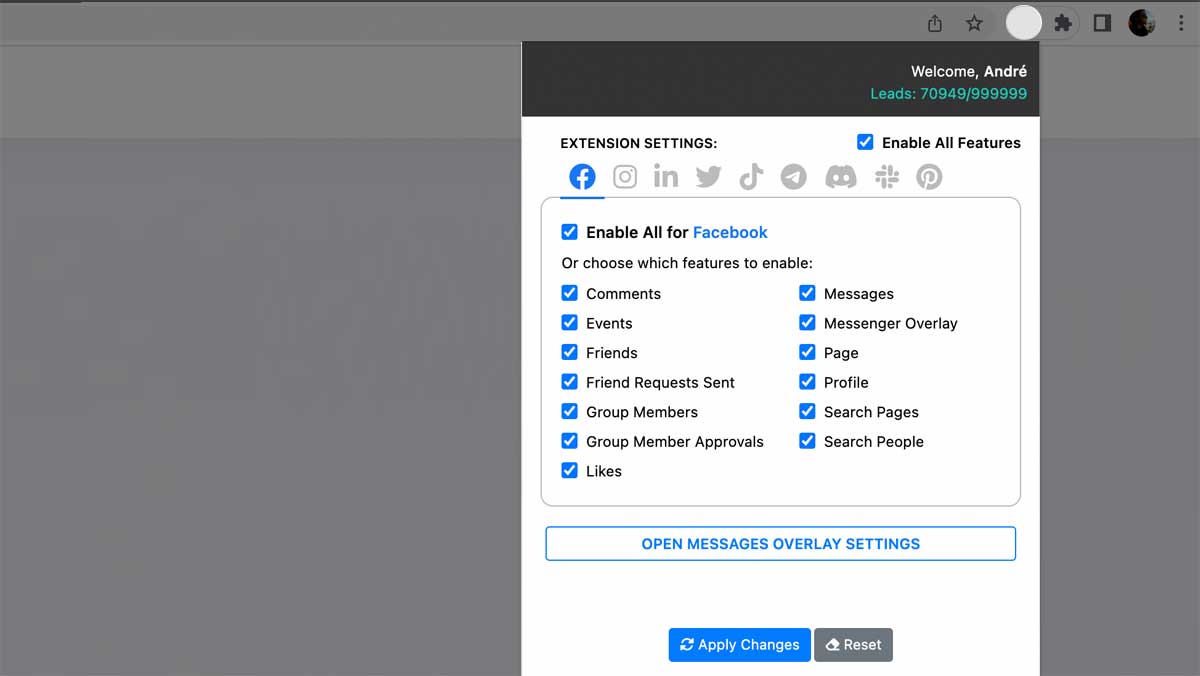 Welcome, André
Leads: 70949/999999
EXTENSION SETTINGS:
Enable All Features
Enable All for Facebook
Or choose which features to enable:
Comments
Messages
Events
Messenger Overlay
Friends
Page
Friend Requests Sent
Profile
Group Members
Search Pages
Group Member Approvals
Search People
Likes
OPEN MESSAGES OVERLAY SETTINGS
Apply Changes
Reset